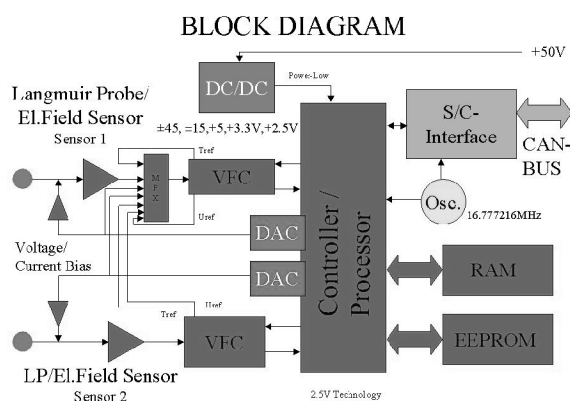 BLOCK DIAGRAM
+50V
DC/DC
Power-Low
Langmuir Probe/
El.Field Sensor
Sensor 1
±45, =15,+5,+3.3V,+2.5V
Tref
MPX
VFC
Uref
S/C-
Interface
CAN-
BUS
Osc.
16.777216MHz
Controller /
Processor
DAC
DAC
Voltage/
Current Bias
RAM
Tref
Uref
VFC
EEPROM
LP/El.Field Sensor
Sensor 2
2.5V Technology